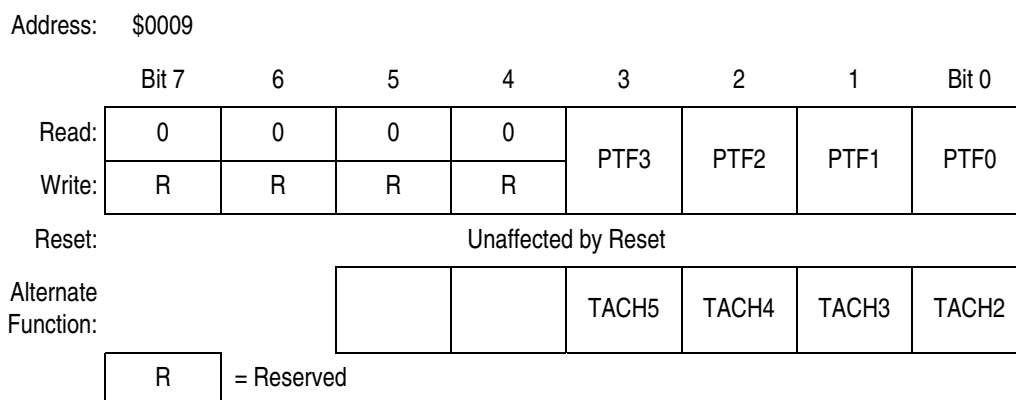 Address: $0009
Bit 7 6 5 4 3 2 1 Bit 0
Read: 0 0 0 0 PTF3 PTF2 PTF1 PTF0
Write: R R R R
Reset: Unaffected by Reset
Alternate
Function: TACH5 TACH4 TACH3 TACH2
R = Reserved